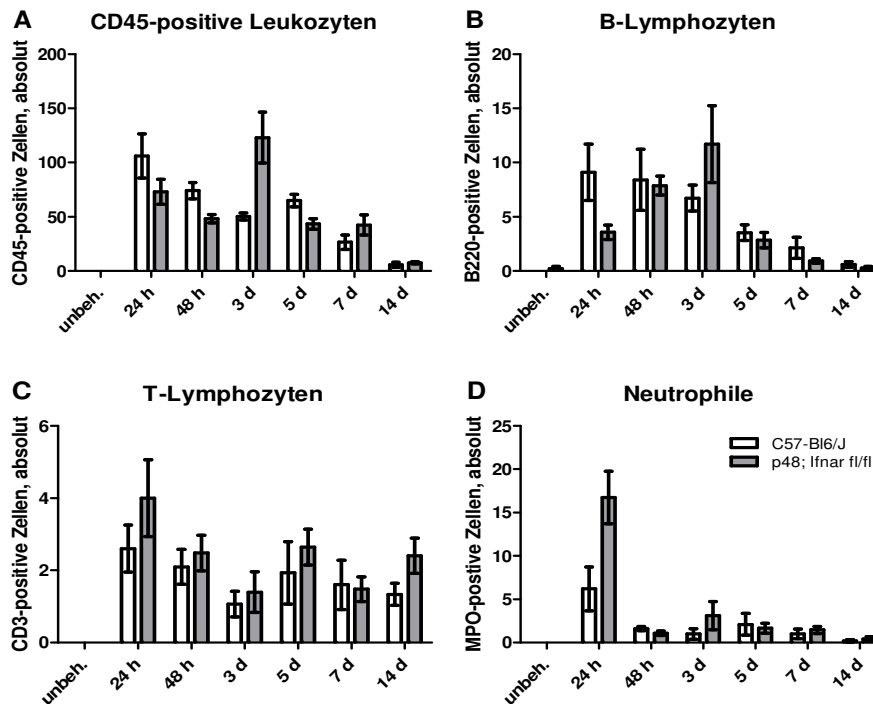 A
CD45-positive Leukozyten
CD45-positive Zellen, absolut
200
150
100
50
0
unbeh.
24 h
48 h
3 d
5 d
7 d
14 d
B
B-Lymphozyten
B220-positive Zellen, absolut
20
15
10
5
0
unbeh.
24 h
48 h
3 d
5 d
7 d
14 d
C
T-Lymphozyten
CD3-positive Zellen, absolut
6
4
2
0
unbeh.
24 h
48 h
3 d
5 d
7 d
14 d
D
Neutrophile
MPO-postive Zellen, absolut
25
20
15
10
5
0
C57-Bl6/J
p48; Ifnar fl/fl
unbeh.
24 h
48 h
3 d
5 d
7 d
14 d